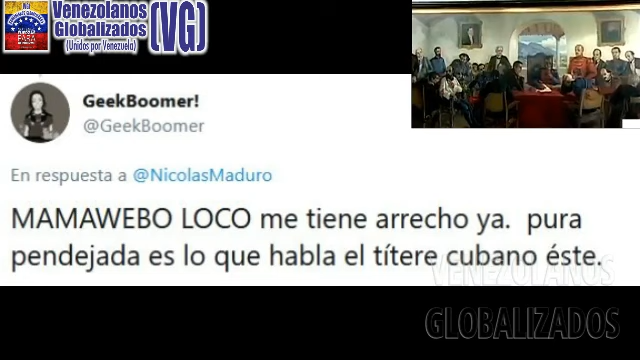 Venezolanos
Globalizados
(Unidos por Venezuela)
(VG)
GeekBoomer!
@GeekBoomer
En respuesta a @NicolasMaduro
MAMAWEBO LOCO me tiene arrecho ya. pura
pendejada es lo que habla el títere cubano éste.
VENEZOLANOS
GLOBALIZADOS